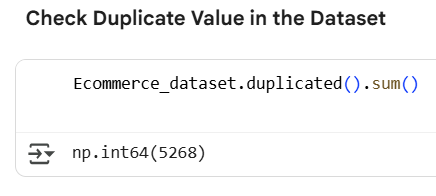 Check Duplicate Value in the Dataset
Ecommerce_dataset.duplicated().sum()
np.int64(5268)